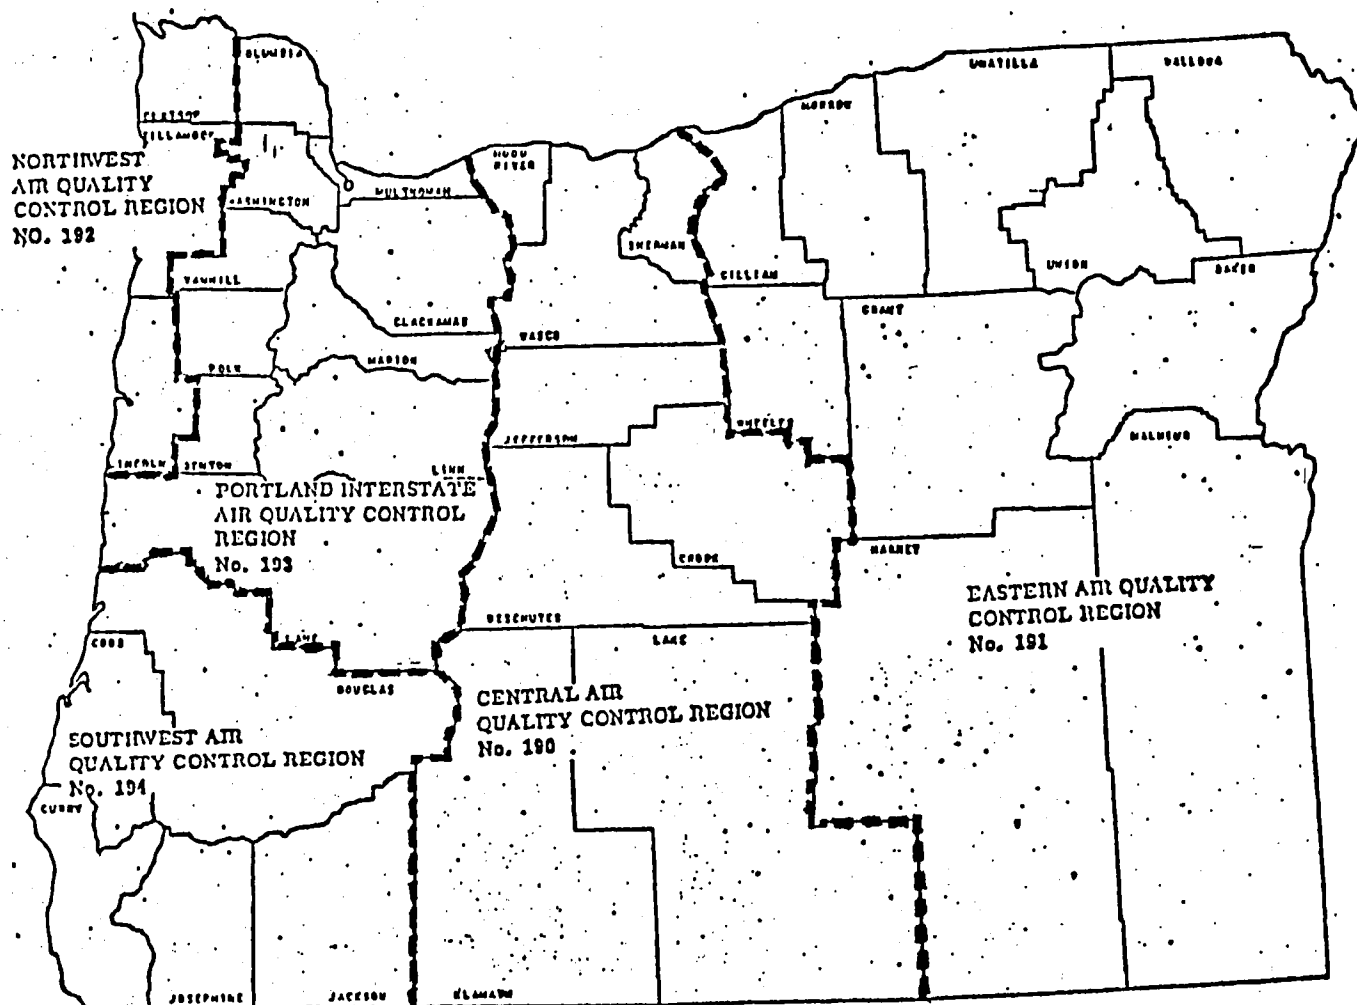 COLUMBIA
UMATILLA
WALLOWA
MORROW
CLATSOP
TILLAMOOK
HOOD
RIVER
NORTHWEST
AIR QUALITY
CONTROL REGION
NO. 192
MULTNOMAH
WASHINGTON
SHERMAN
GILLIAM
UNION
BAKER
YAMHILL
GRANT
CLACKAMAS
WASCO
MARION
POLK
WHEELER
MALHEUR
JEFFERSON
LINCOLN
BENTON
LINN
PORTLAND INTERSTATE
AIR QUALITY CONTROL
REGION
No. 193
CROOK
HARNEY
EASTERN AIR QUALITY
CONTROL REGION
No. 191
DESCHUTES
LAKE
COOS
LANE
DOUGLAS
CENTRAL AIR
QUALITY CONTROL REGION
No. 190
SOUTHWEST AIR
QUALITY CONTROL REGION
No. 194
CURRY
JOSEPHINE
JACKSON
KLAMATH